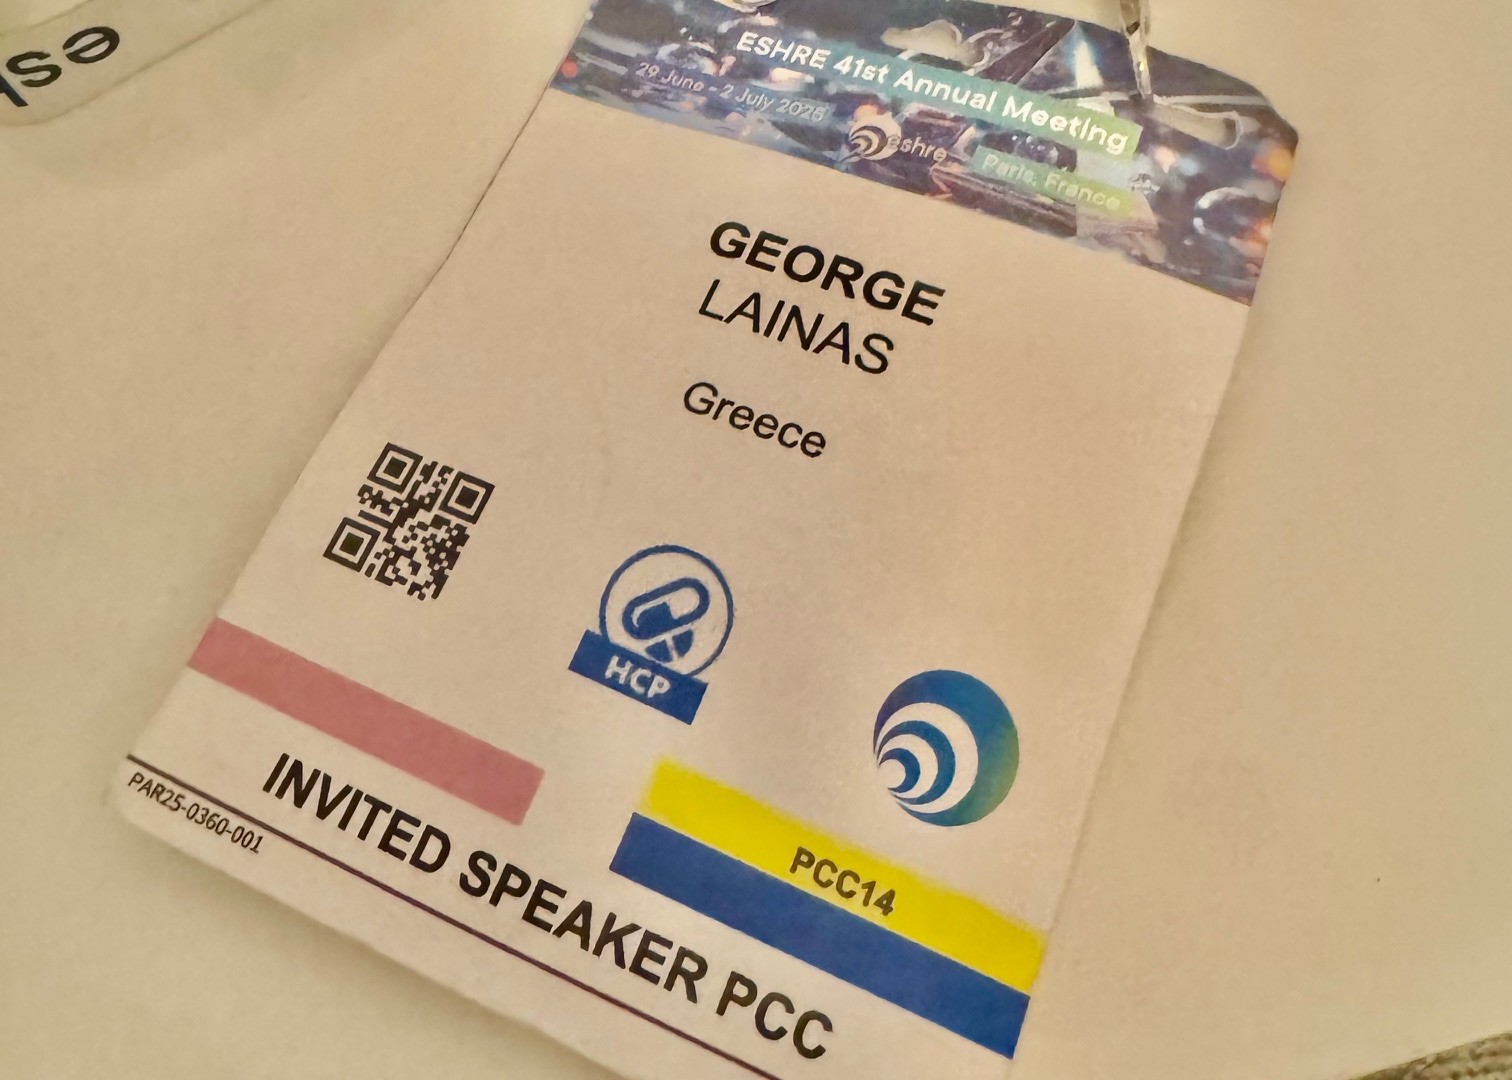 ESHRE 41st Annual Meeting
29 June - 2 July 2025
eshre
Paris, France
GEORGE
LAINAS
Greece
HCP
PCC14
INVITED SPEAKER PCC
PAR25-0360-001